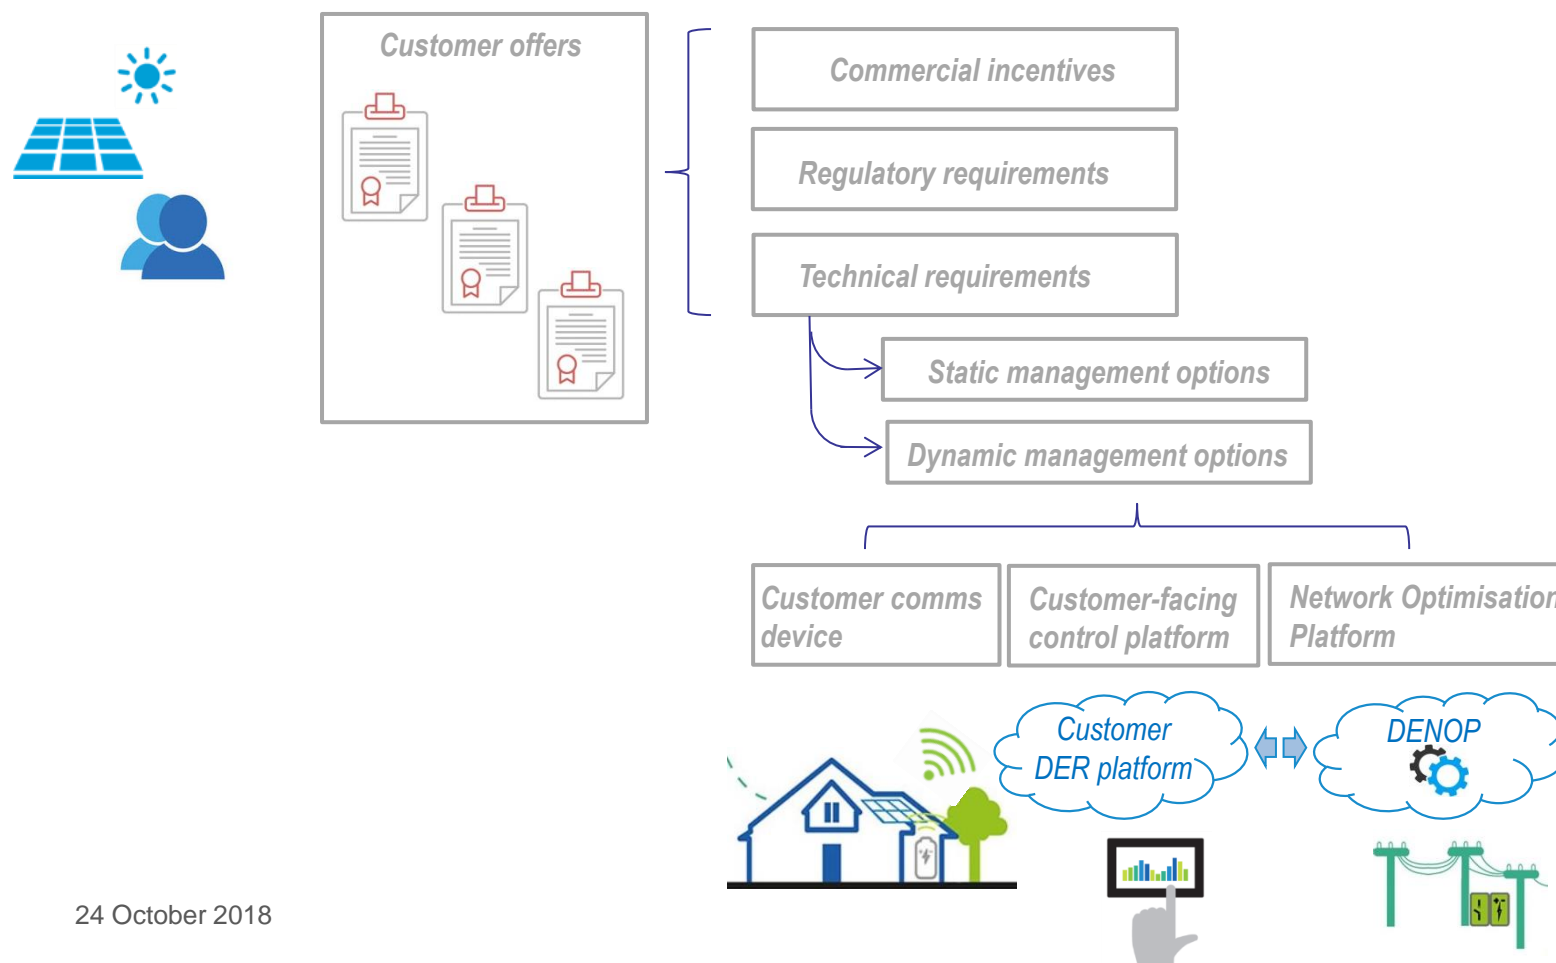 Customer offers
Commercial incentives
Regulatory requirements
Technical requirements
Static management options
Dynamic management options
Customer comms
device
Customer-facing
control platform
Network Optimisation
Platform
Customer
DER platform
DENOP
24 October 2018